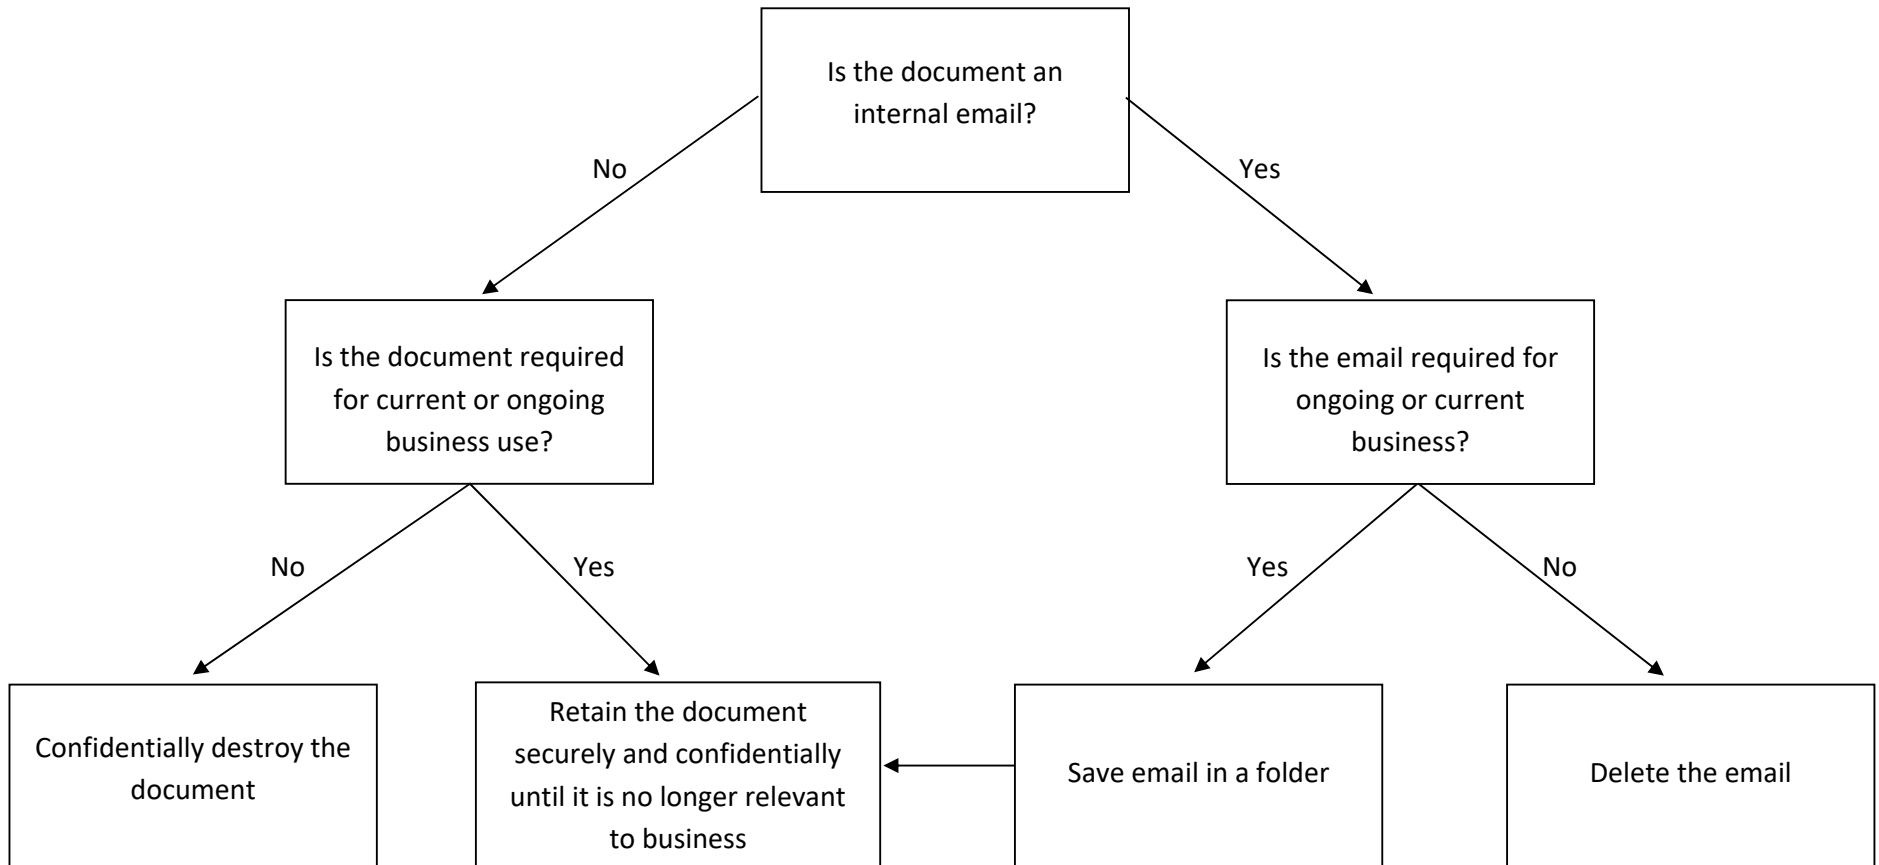 Is the document an
internal email?
No
Yes
Is the document required
for current or ongoing
business use?
Is the email required for
ongoing or current
business?
No
Yes
Yes
No
Confidentially destroy the
document
Retain the document
securely and confidentially
until it is no longer relevant
to business
Save email in a folder
Delete the email